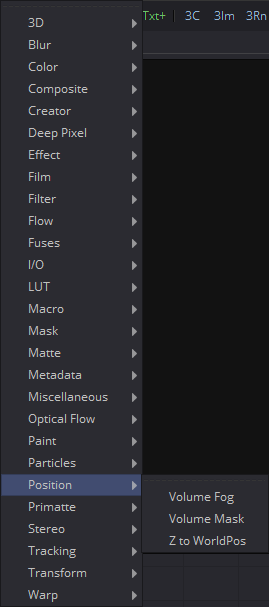 Txt+ 3C 3Im 3Rn
3D
Blur
Color
Composite
Creator
Deep Pixel
Effect
Film
Filter
Flow
Fuses
I/O
LUT
Macro
Mask
Matte
Metadata
Miscellaneous
Optical Flow
Paint
Particles
Position
Primatte
Stereo
Tracking
Transform
Warp
Volume Fog
Volume Mask
Z to WorldPos